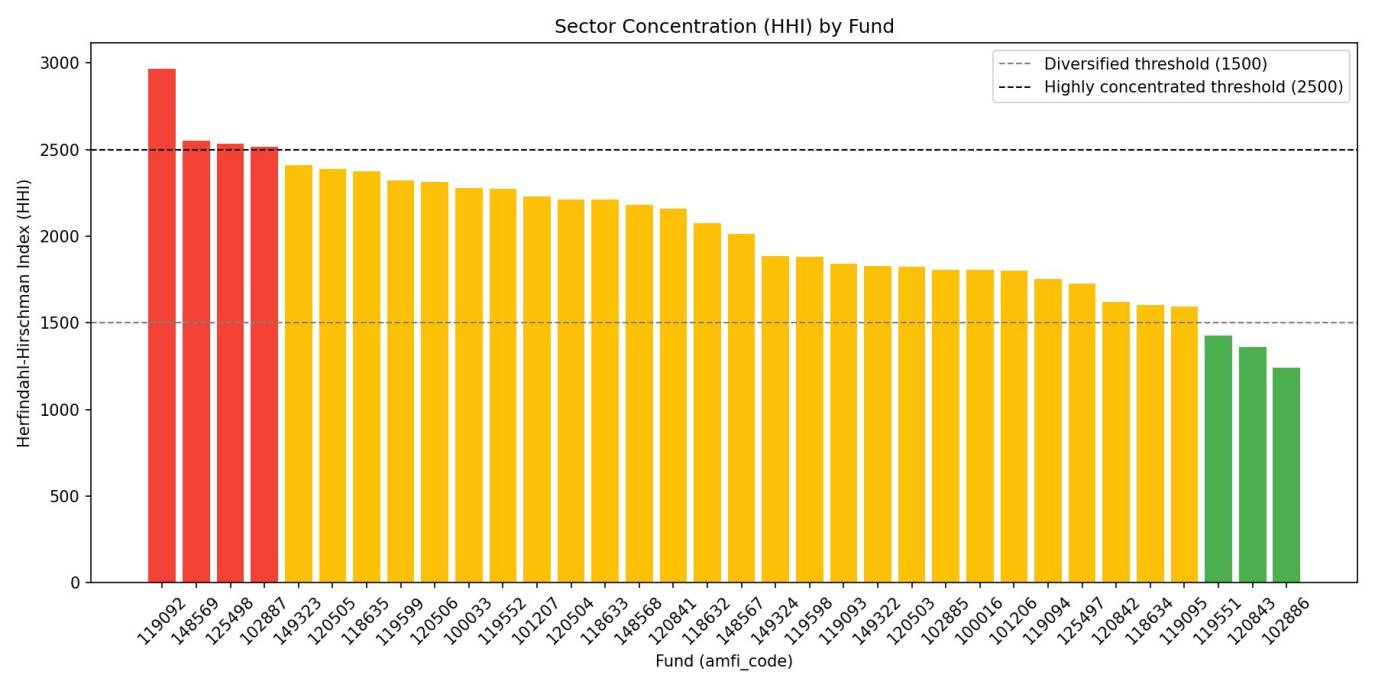 Sector Concentration (HHI) by Fund
Diversified threshold (1500)
Highly concentrated threshold (2500)
Herfindahl-Hirschman Index (HHI)
3000
2500
2000
1500
1000
500
0
119092 148569 125498 102887 149323 120505 118635 119599 120506 100033 119552 101207 120504 118633 148568 120841 118632 148567 149324 119598 119093 149322 120503 102885 100016 101206 119094 125497 120842 118634 119095 119551 120843 102886
Fund (amfi_code)